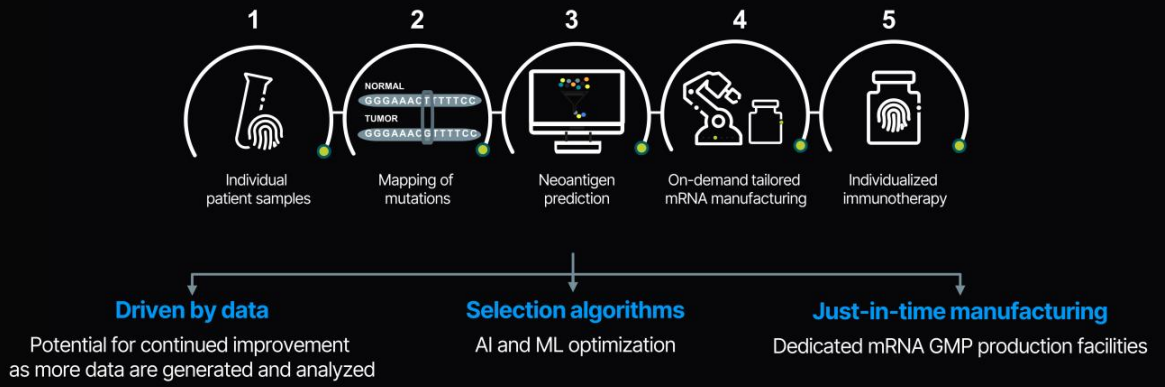 1
2
3
4
5
NORMAL
GGGAAACTTTTTCC
TUMOR
GGGAAACGTTTTCC
Individual
patient samples
Mapping of
mutations
Neoantigen
prediction
On-demand tailored
mRNA manufacturing
Individualized
immunotherapy
Driven by data
Potential for continued improvement
as more data are generated and analyzed
Selection algorithms
AI and ML optimization
Just-in-time manufacturing
Dedicated mRNA GMP production facilities